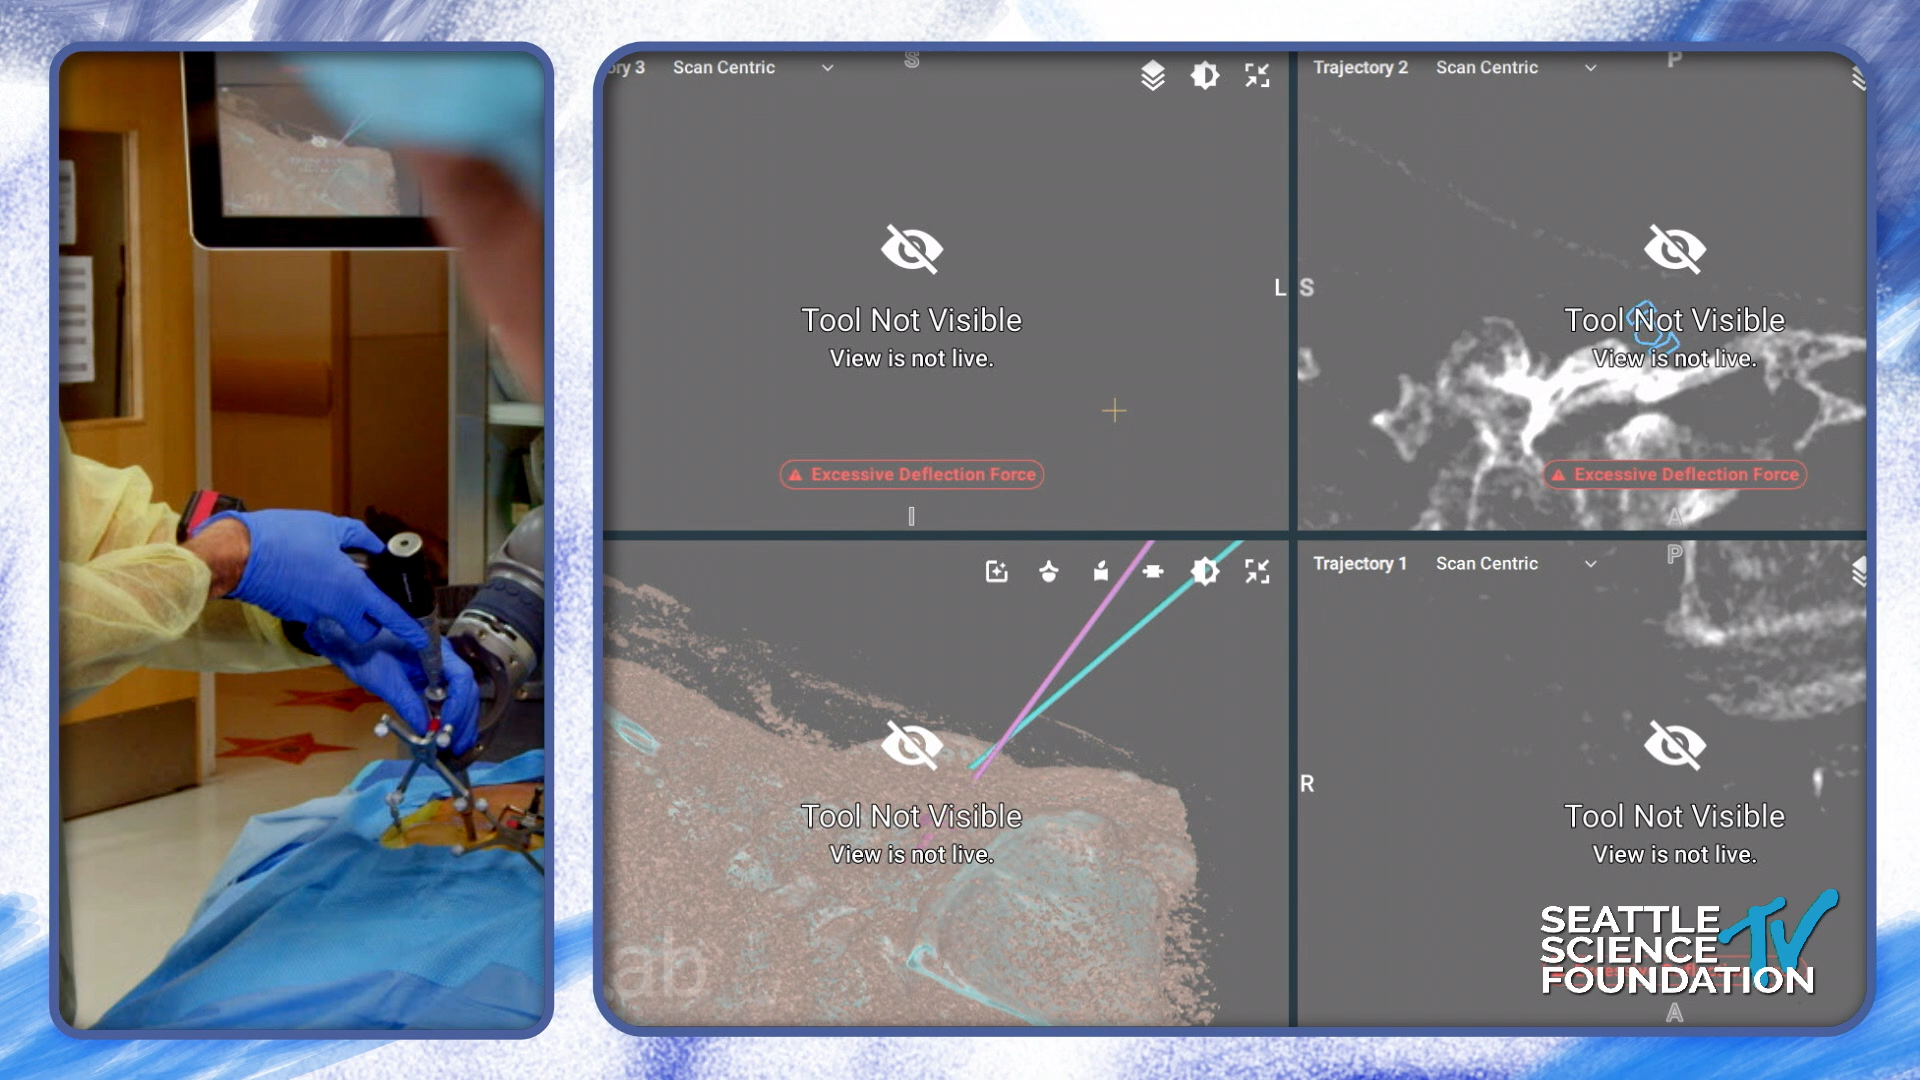 ory 3 Scan Centric
S
L
Tool Not Visible
View is not live.
Excessive Deflection Force
I
Trajectory 2 Scan Centric
P
S
Tool Not Visible
View is not live.
Excessive Deflection Force
A
Tool Not Visible
View is not live.
ab
Trajectory 1 Scan Centric
P
R
Tool Not Visible
View is not live.
A
SEATTLE
SCIENCE TV
FOUNDATION